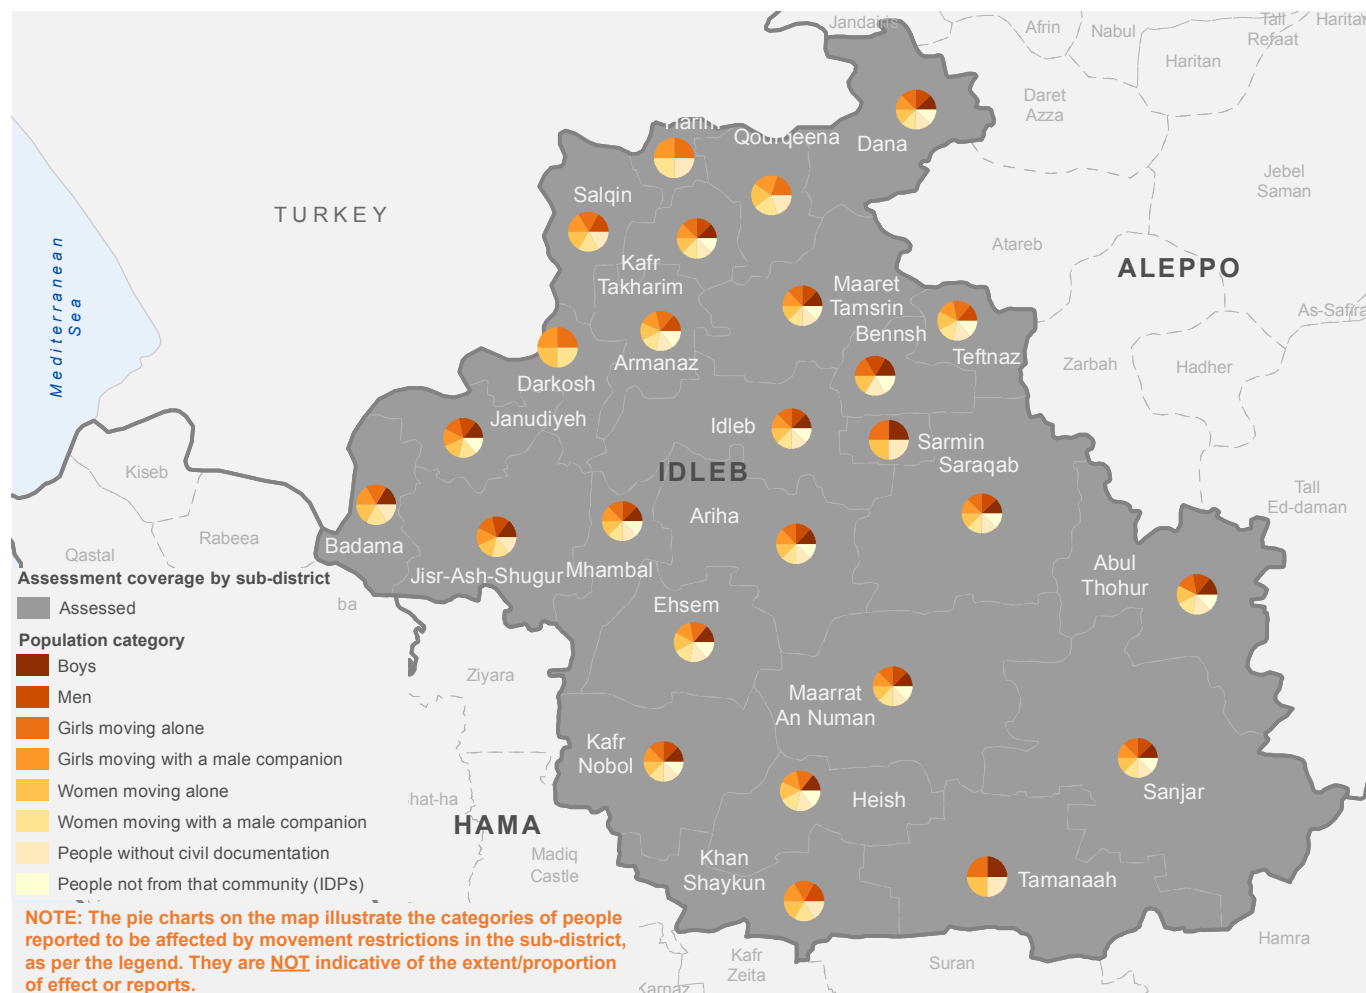 Jandairis
Afrin
Nabul
Tall
Refaat
Haritan
Haritan
Daret
Azza
Harim
Qourqeena
Dana
Jebel
Saman
TURKEY
Salqin
Atareb
ALEPPO
Kafr
Takharim
Maaret
Tamsrin
Mediterranean
Sea
As-Safira
Bennsh
Teftnaz
Armanaz
Zarbah
Hadher
Darkosh
Janudiyeh
Idleb
Sarmin
Saraqab
IDLEB
Kiseb
Tall
Ed-daman
Ariha
Rabeea
Qastal
Badama
Jisr-Ash-Shugur
Mhambal
Abul
Thohur
Assessment coverage by sub-district
Assessed
ba
Ehsem
Population category
Boys
Men
Girls moving alone
Girls moving with a male companion
Women moving alone
Women moving with a male companion
People without civil documentation
People not from that community (IDPs)
Ziyara
Maarrat
An Numan
Kafr
Nobol
Heish
Sanjar
hat-ha
HAMA
Madiq
Castle
Khan
Shaykun
Tamanaah
NOTE: The pie charts on the map illustrate the categories of people
reported to be affected by movement restrictions in the sub-district,
as per the legend. They are NOT indicative of the extent/proportion
of effect or reports.
Kafr
Zeita
Suran
Hamra
Karnaz